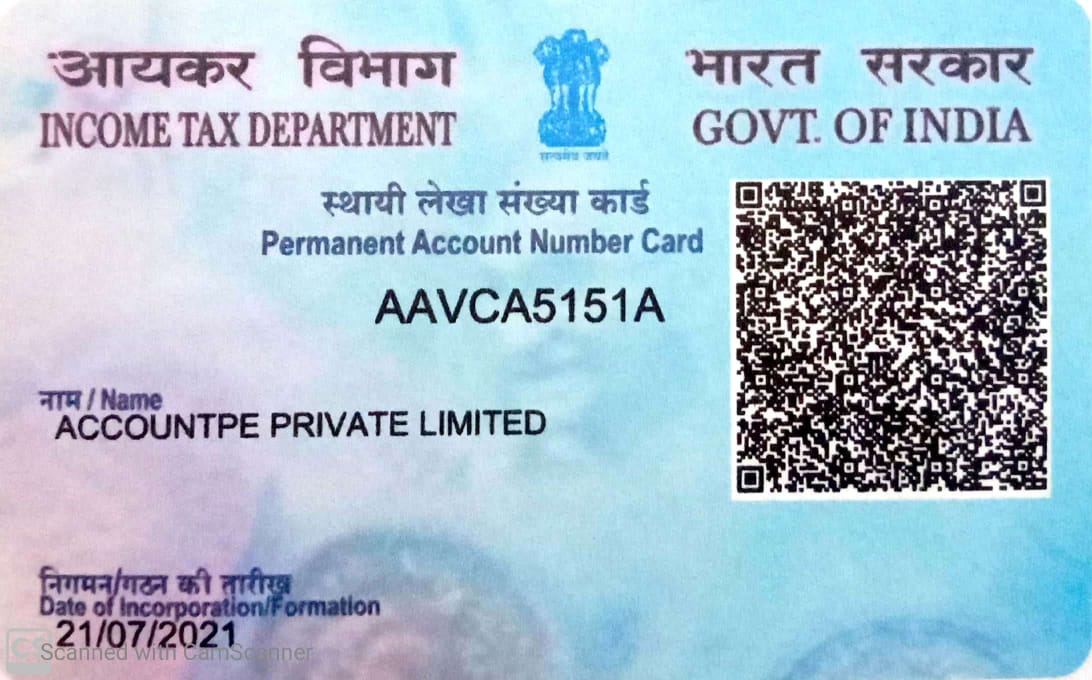 आयकर विभाग
INCOME TAX DEPARTMENT
सत्यमेव जयते
भारत सरकार
GOVT. OF INDIA
स्थायी लेखा संख्या कार्ड
Permanent Account Number Card
AAVCA5151A
नाम / Name
ACCOUNTPE PRIVATE LIMITED
निगमन/गठन की तारीख
Date of Incorporation/Formation
21/07/2021
CS Scanned with CamScanner